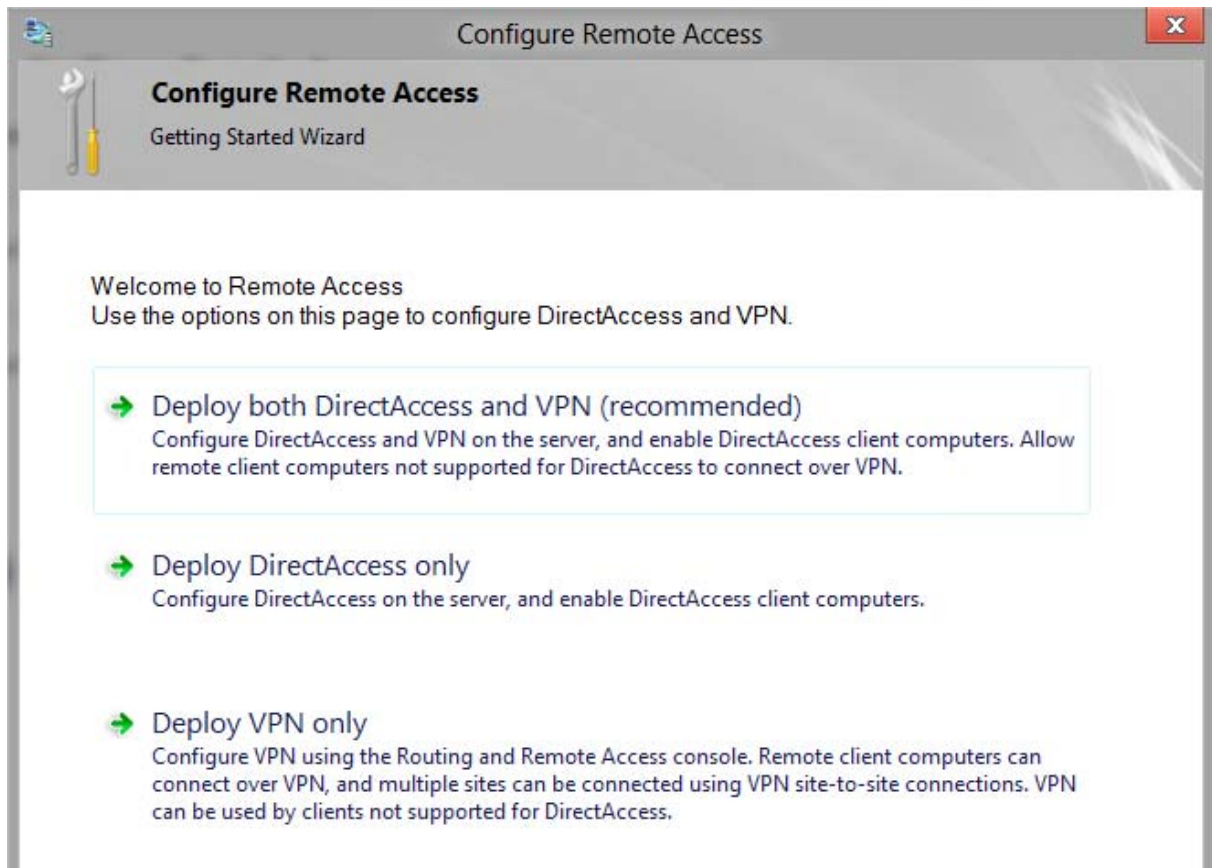 Configure Remote Access
x
Configure Remote Access
Getting Started Wizard
Welcome to Remote Access
Use the options on this page to configure DirectAccess and VPN.
Deploy both DirectAccess and VPN (recommended)
Configure DirectAccess and VPN on the server, and enable DirectAccess client computers. Allow
remote client computers not supported for DirectAccess to connect over VPN.
Deploy DirectAccess only
Configure DirectAccess on the server, and enable DirectAccess client computers.
Deploy VPN only
Configure VPN using the Routing and Remote Access console. Remote client computers can
connect over VPN, and multiple sites can be connected using VPN site-to-site connections. VPN
can be used by clients not supported for DirectAccess.